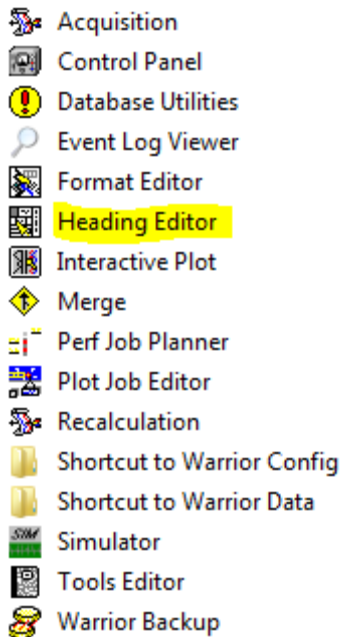 Acquisition
Control Panel
Database Utilities
Event Log Viewer
Format Editor
Heading Editor
Interactive Plot
Merge
Perf Job Planner
Plot Job Editor
Recalculation
Shortcut to Warrior Config
Shortcut to Warrior Data
SIM
Simulator
Tools Editor
Warrior Backup